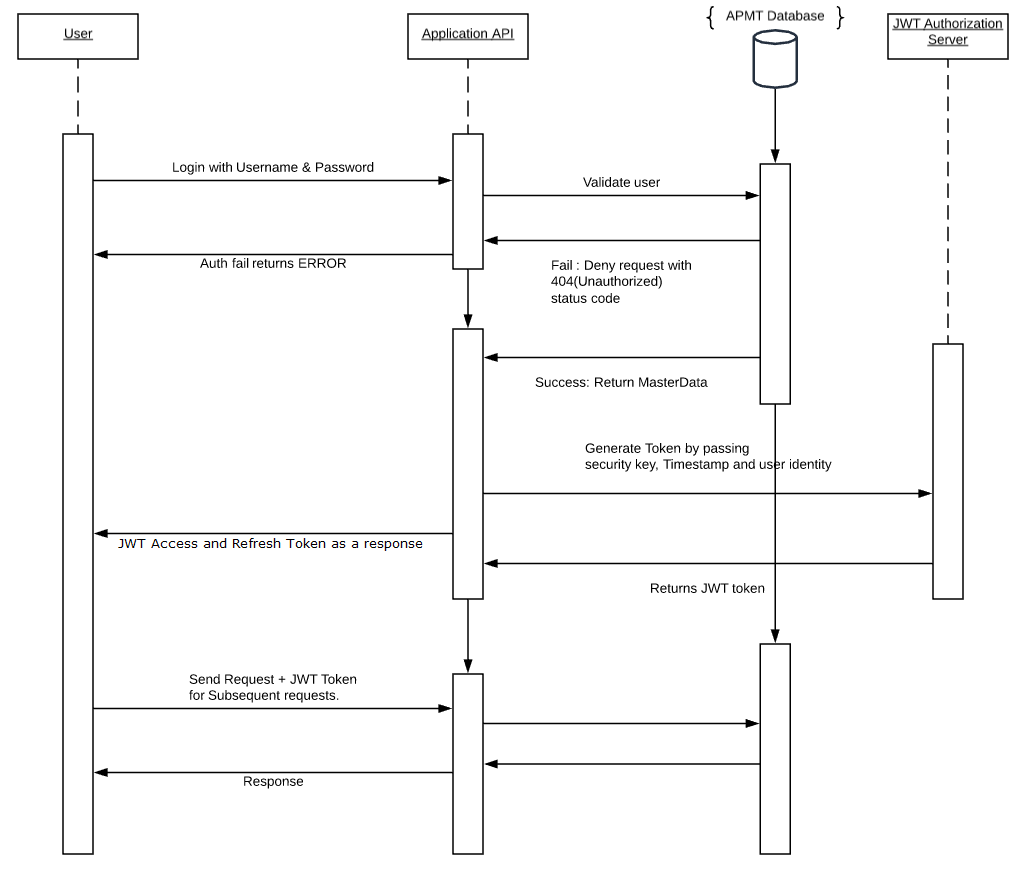 User
Application API
{ APMT Database }
JWT Authorization
Server
Login with Username & Password
Validate user
Auth fail returns ERROR
Fail : Deny request with
404(Unauthorized)
status code
Success: Return MasterData
Generate Token by passing
security key, Timestamp and user identity
JWT Access and Refresh Token as a response
Returns JWT token
Send Request + JWT Token
for Subsequent requests.
Response